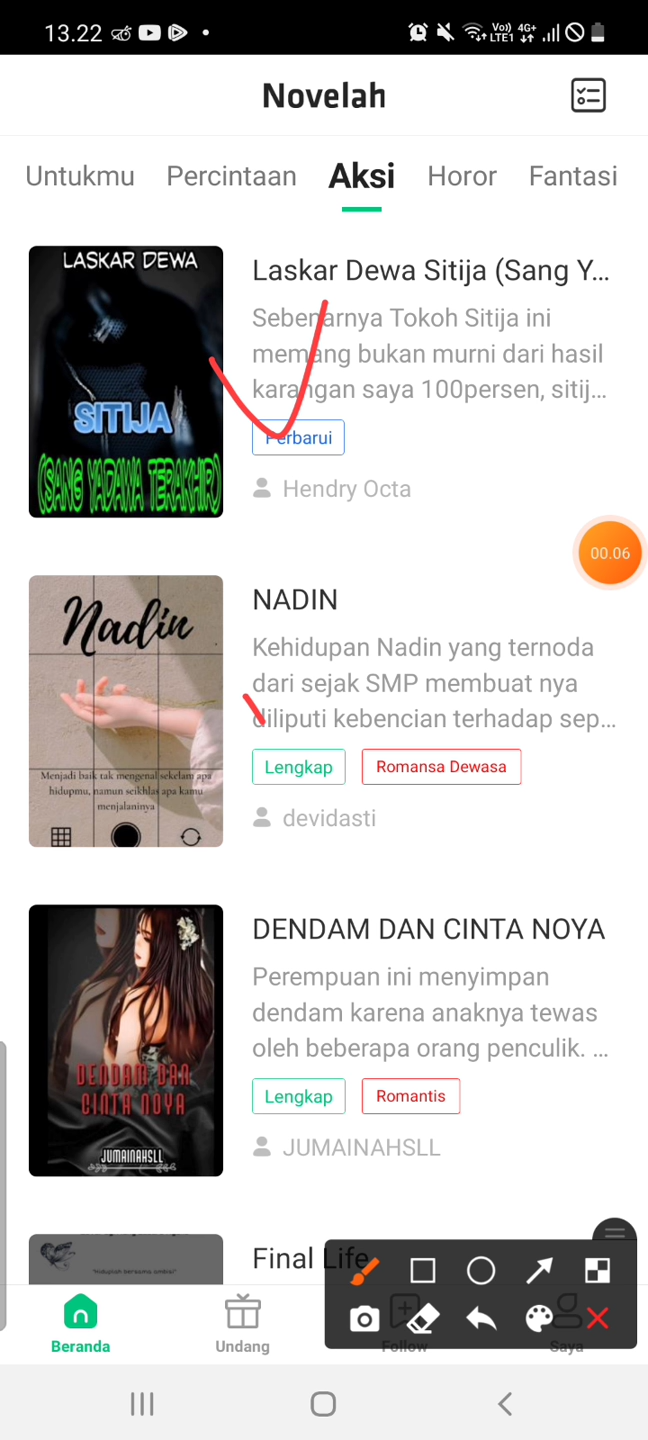 13.22
Vo)) 4G+
LTE1
Novelah
Untukmu Percintaan Aksi Horor Fantasi
LASKAR DEWA
SITIJA
(SANG YADAWA TERAKHIR)
Laskar Dewa Sitija (Sang Y...
Sebenarnya Tokoh Sitija ini
memang bukan murni dari hasil
karangan saya 100persen, sitij...
Perbarui
Hendry Octa
00.06
Nadin
Menjadi baik tak mengenal sekelam apa
hidupmu, namun seikhlas apa kamu
menjalaninya
NADIN
Kehidupan Nadin yang ternoda
dari sejak SMP membuat nya
diliputi kebencian terhadap sep...
Lengkap Romansa Dewasa
devidasti
DENDAM DAN
CINTA NOYA
JUMAINAHSLL
DENDAM DAN CINTA NOYA
Perempuan ini menyimpan
dendam karena anaknya tewas
oleh beberapa orang penculik. ...
Lengkap Romantis
JUMAINAHSLL
Final Life
Beranda Undang Follow Saya